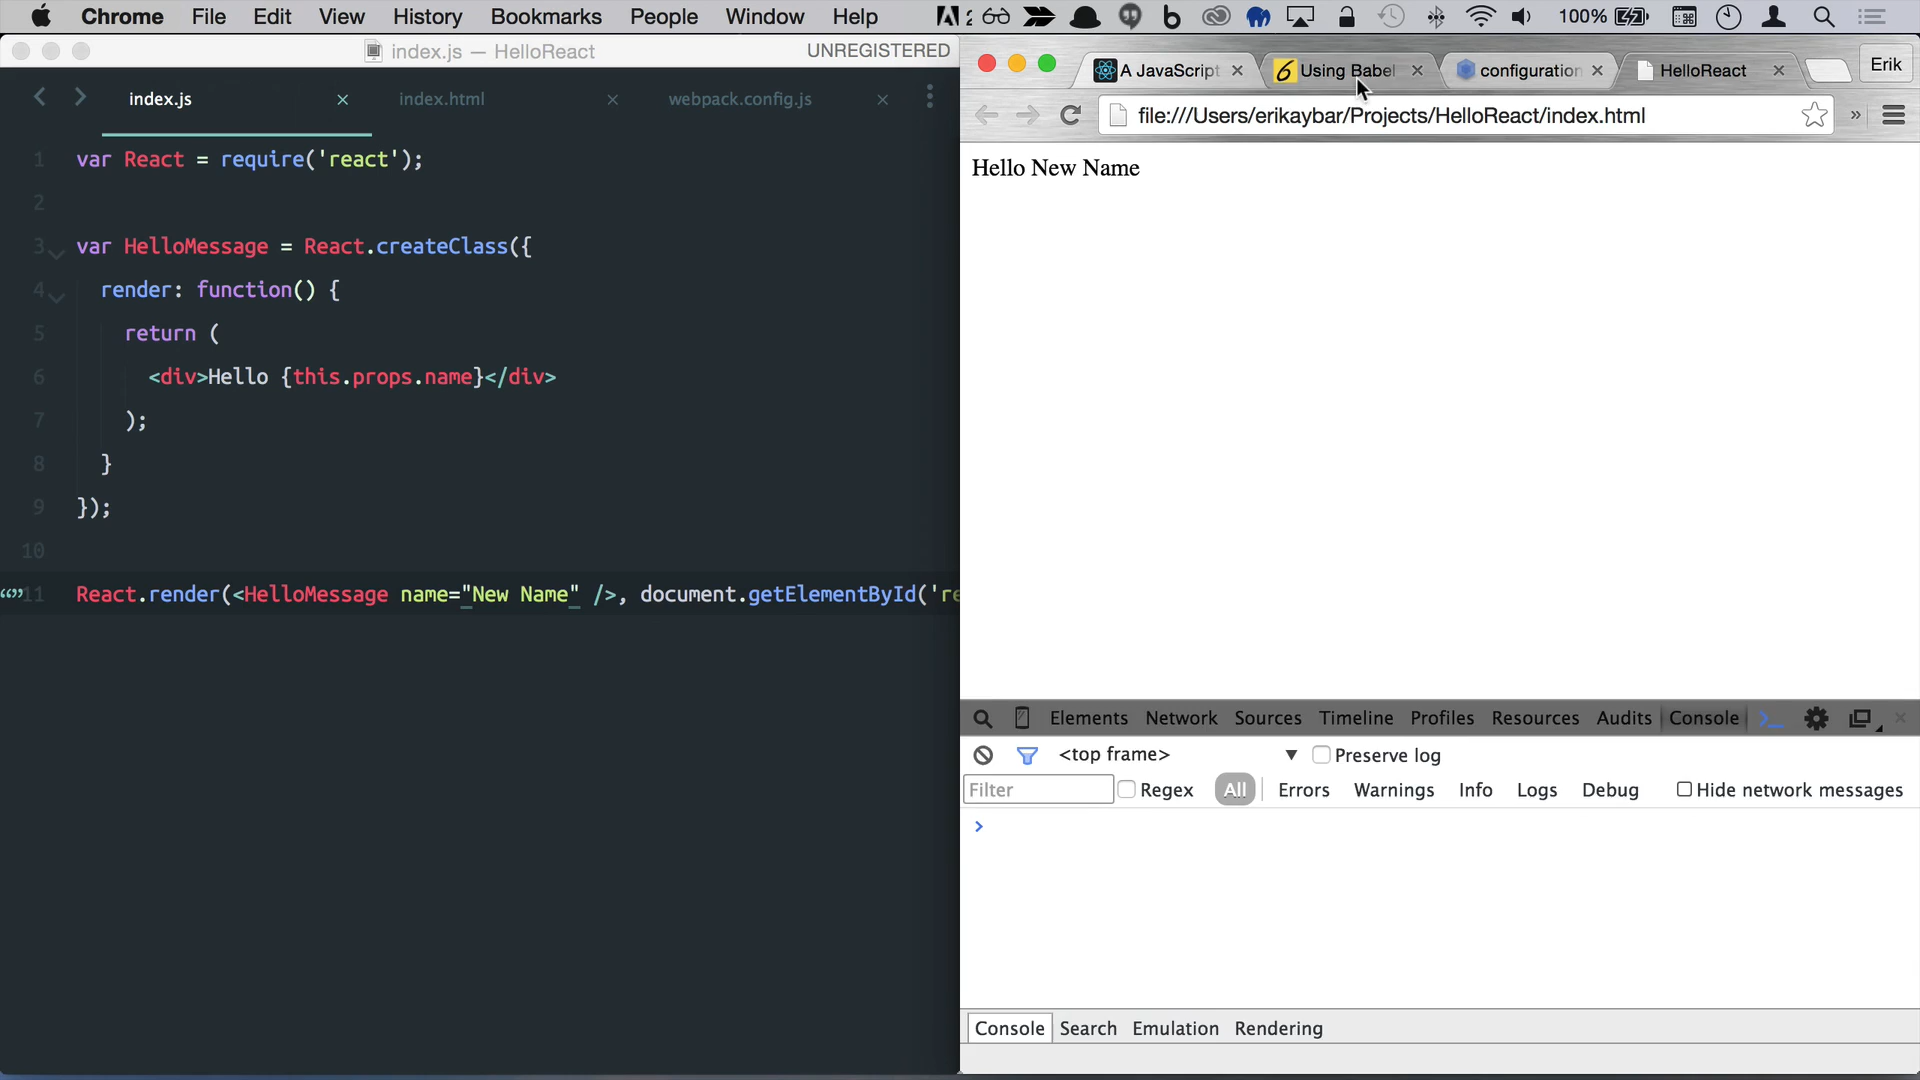 Chrome File Edit View History Bookmarks People Window Help 2 100%
index.js — HelloReact UNREGISTERED
index.js index.html webpack.config.js
1 var React = require('react');
2
3 var HelloMessage = React.createClass({
4 render: function() {
5 return (
6 <div>Hello {this.props.name}</div>
7 );
8 }
9 });
10
11 React.render(<HelloMessage name="New Name" />, document.getElementById('re
A JavaScript Using Babel configuration HelloReact Erik
file:///Users/erikaybar/Projects/HelloReact/index.html »
Hello New Name
Elements Network Sources Timeline Profiles Resources Audits Console
<top frame> ▼ Preserve log
Filter Regex All Errors Warnings Info Logs Debug Hide network messages
>
Console Search Emulation Rendering